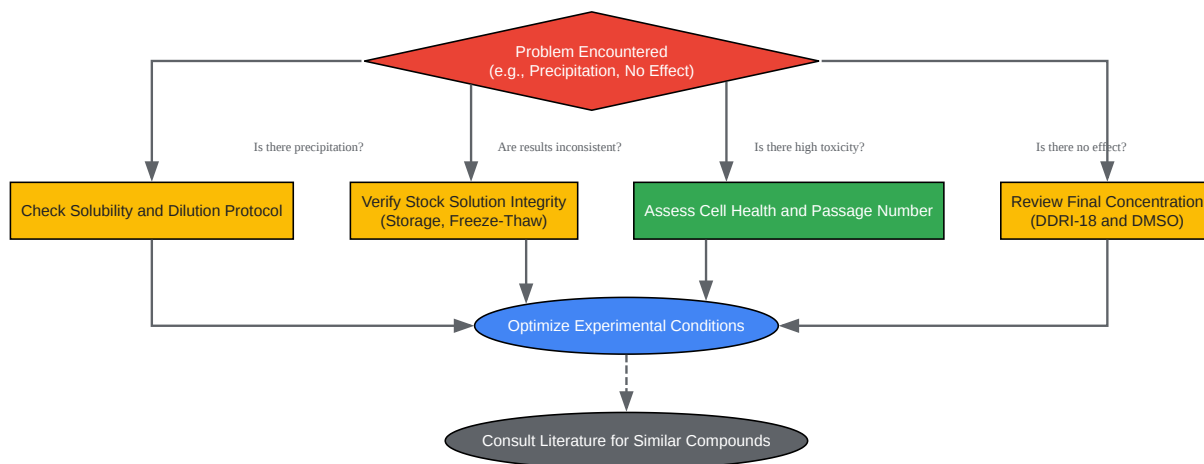 Problem Encountered
(e.g., Precipitation, No Effect)
Is there precipitation?
Are results inconsistent?
Is there high toxicity?
Is there no effect?
Check Solubility and Dilution Protocol
Verify Stock Solution Integrity
(Storage, Freeze-Thaw)
Assess Cell Health and Passage Number
Review Final Concentration
(DDRI-18 and DMSO)
Optimize Experimental Conditions
Consult Literature for Similar Compounds